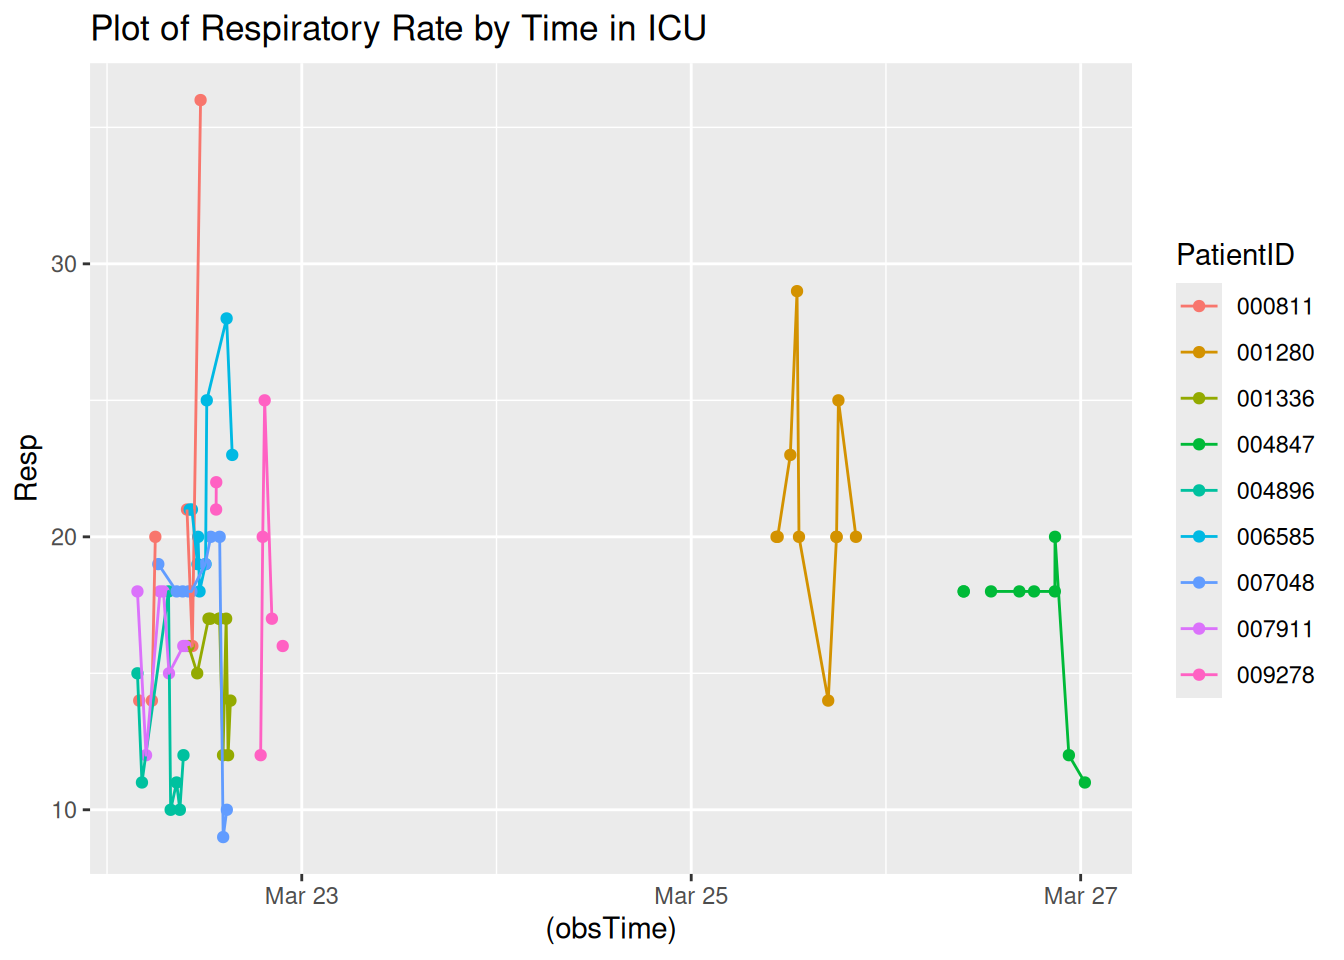 Plot of Respiratory Rate by Time in ICU
30
20
10
Resp
Mar 23
Mar 25
Mar 27
(obsTime)
PatientID
000811
001280
001336
004847
004896
006585
007048
007911
009278